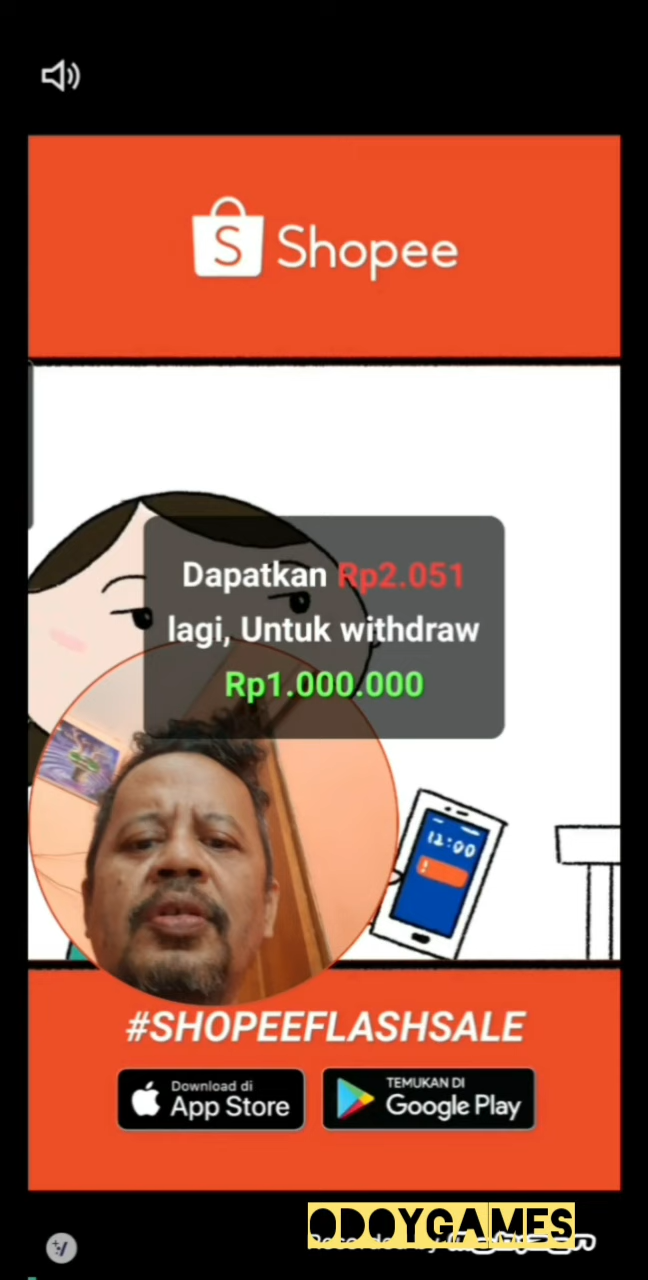 S Shopee
Dapatkan Rp2.051
lagi, Untuk withdraw
Rp1.000.000
12:00
#SHOPEEFLASHSALE
Download di
App Store
TEMUKAN DI
Google Play
ODOYGAMES